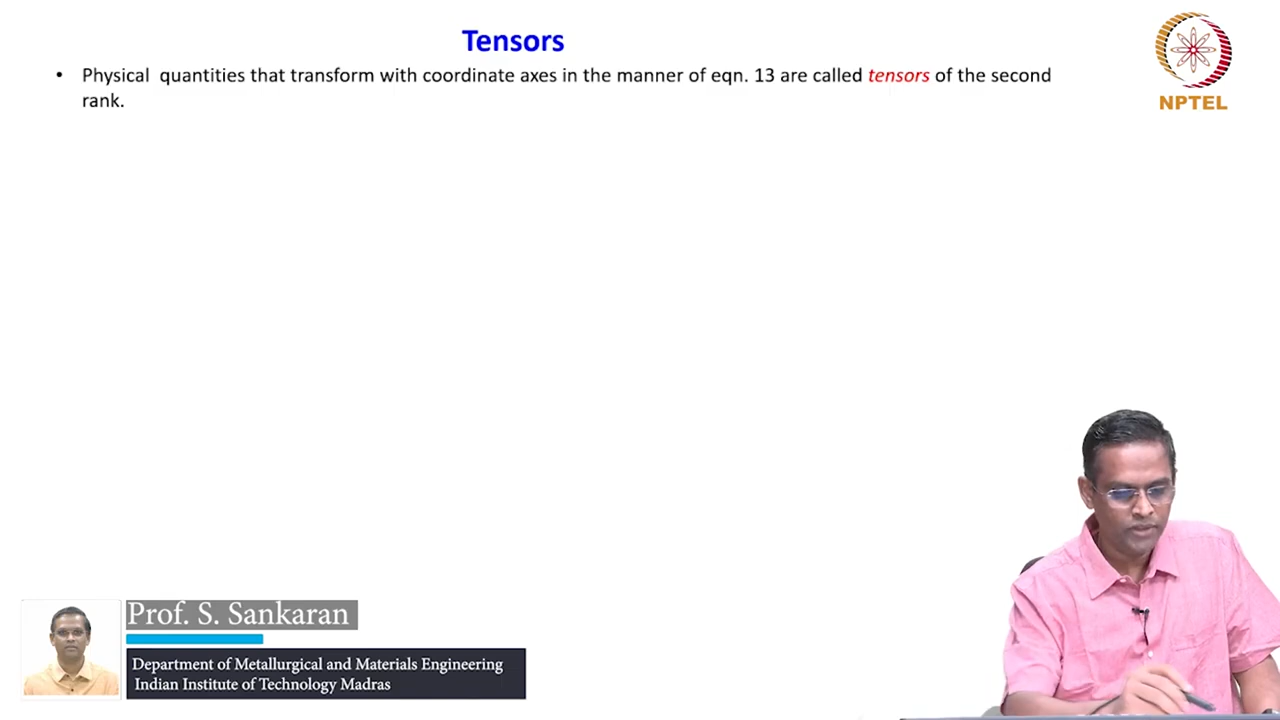 Tensors
• Physical quantities that transform with coordinate axes in the manner of eqn. 13 are called tensors of the second
rank.
NPTEL
Prof. S. Sankaran
Department of Metallurgical and Materials Engineering
Indian Institute of Technology Madras